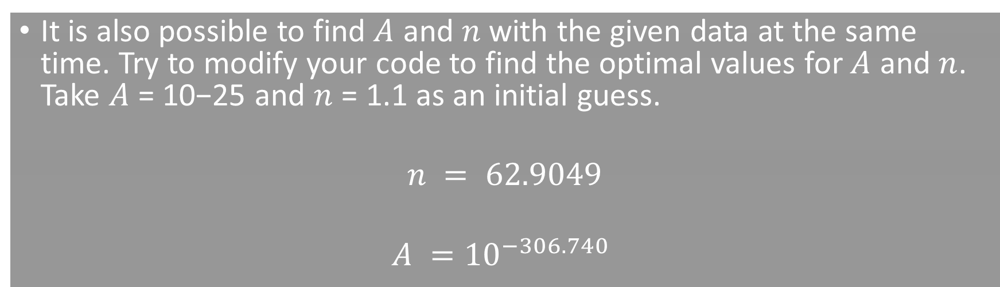 • It is also possible to find A and n with the given data at the same
time. Try to modify your code to find the optimal values for A and n.
Take A = 10−25 and n = 1.1 as an initial guess.
n = 62.9049
A = 10^{−306.740}